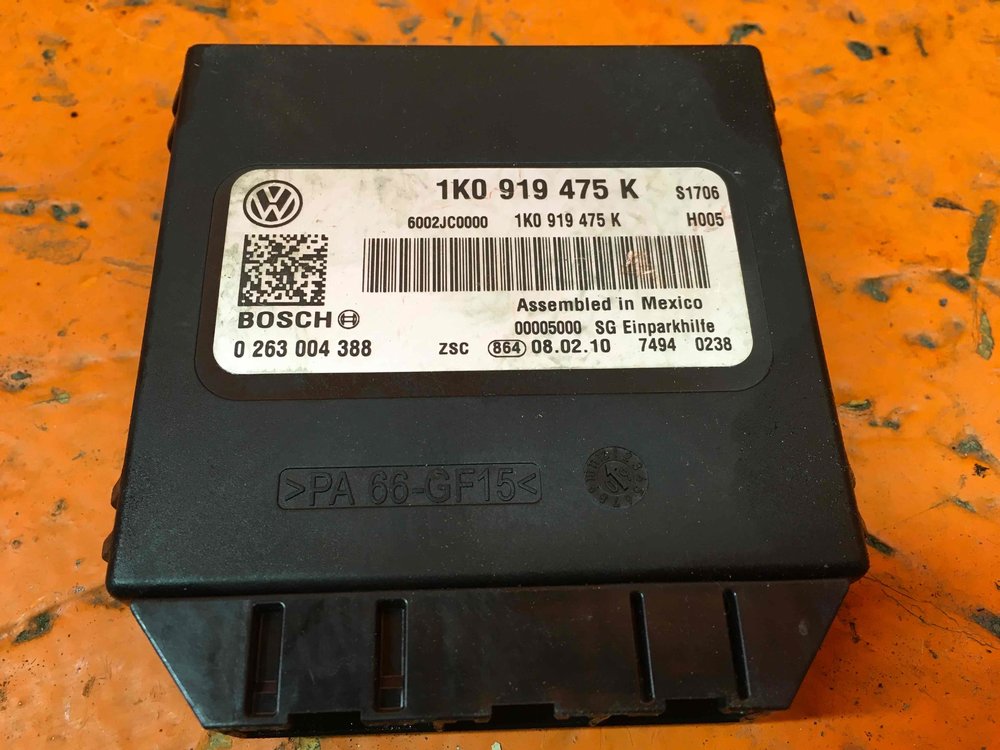 1K0 919 475 K S1706
6002JC0000 1K0 919 475 K H005
Assembled in Mexico
BOSCH
00005000 SG Einparkhilfe
0 263 004 388 ZSC 864 08.02.10 7494 0238
>PA 66-GF15<